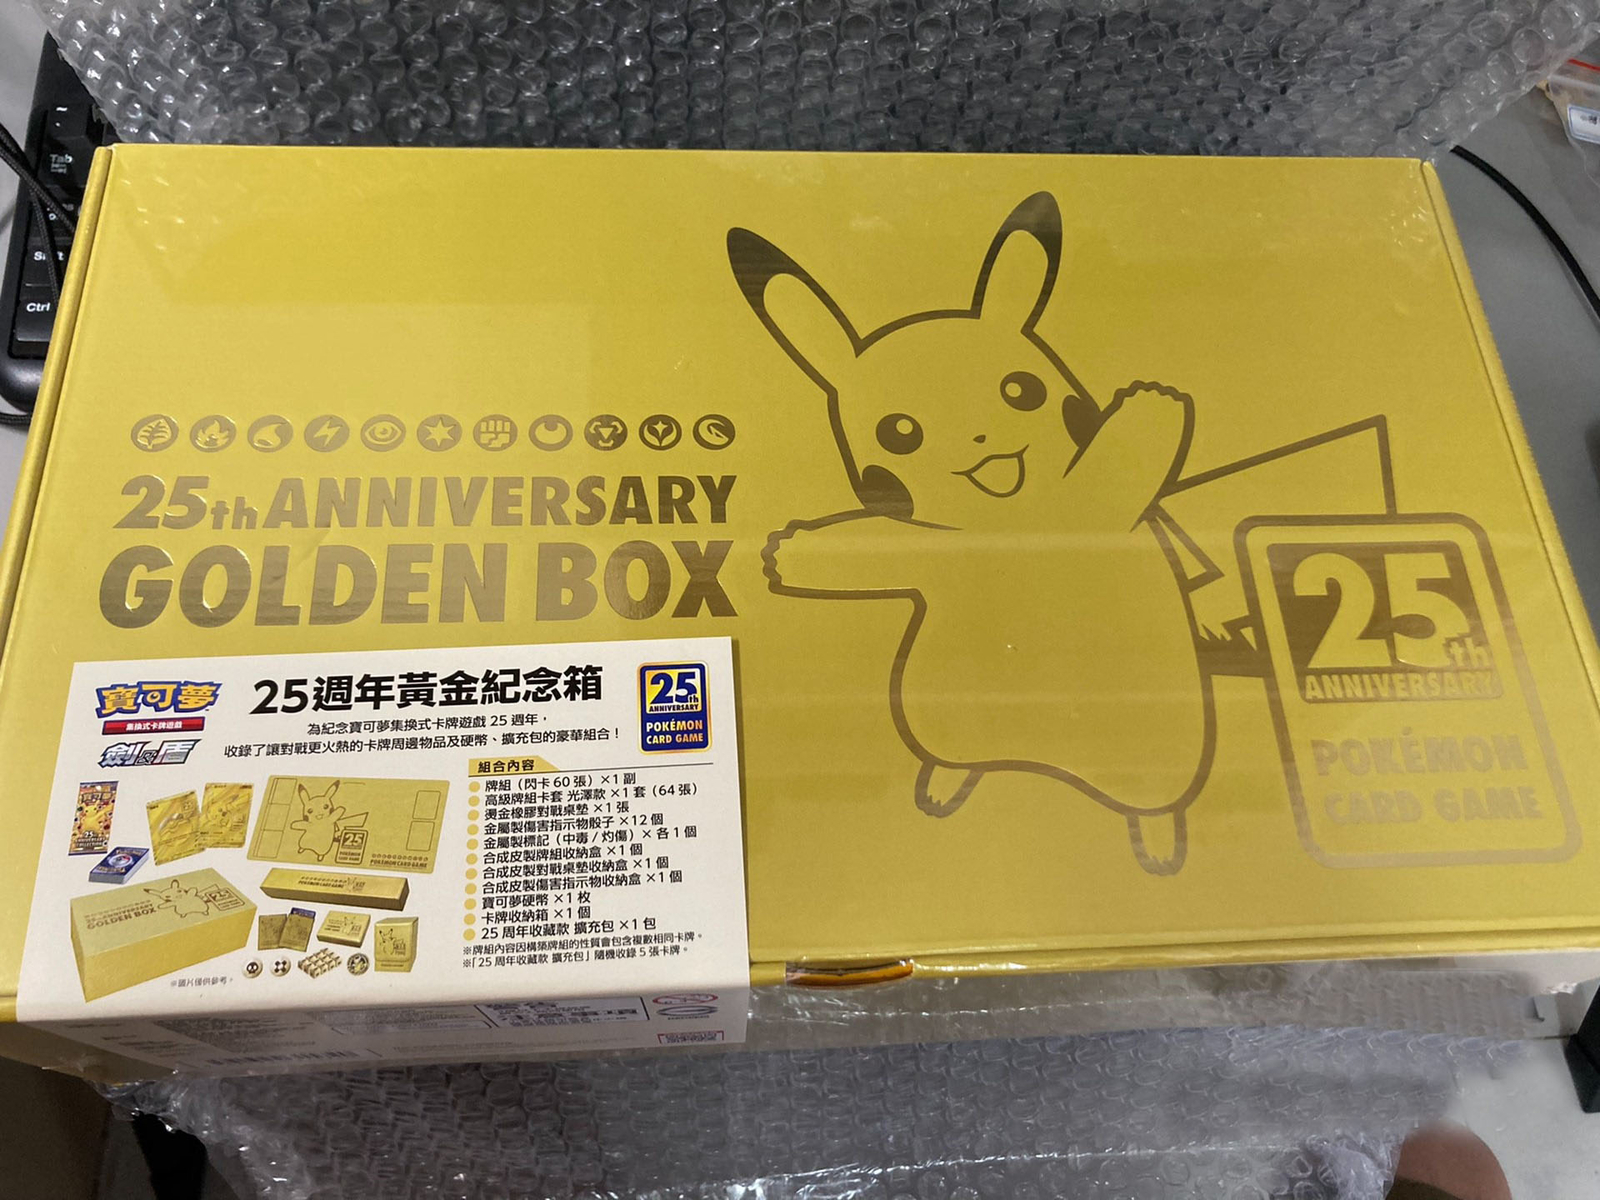 Tab
Ctrl
25th ANNIVERSARY
GOLDEN BOX
25th
ANNIVERSARY
POKÉMON
CARD GAME
寶可夢
集換式卡牌遊戲
劍&盾
25週年黃金紀念箱
為紀念寶可夢集換式卡牌遊戲 25 週年，
收錄了讓對戰更火熱的卡牌周邊物品及硬幣、擴充包的豪華組合！
25th
ANNIVERSARY
POKÉMON
CARD GAME
組合內容
牌組（閃卡 60 張）×1 副
高級牌組卡套 光澤款 ×1 套（64 張）
燙金橡膠對戰桌墊 ×1 張
金屬製傷害指示物骰子 ×12 個
金屬製標記（中毒 / 灼傷）× 各 1 個
合成皮製牌組收納盒 ×1 個
合成皮製對戰桌墊收納盒 ×1 個
合成皮製傷害指示物收納盒 ×1 個
寶可夢硬幣 ×1 枚
卡牌收納箱 ×1 個
25 周年收藏款 擴充包 ×1 包
※牌組內容因構築牌組的性質會包含複數相同卡牌。
※「25 周年收藏款 擴充包」隨機收錄 5 張卡牌。
GOLDEN BOX
※圖片僅供參考。